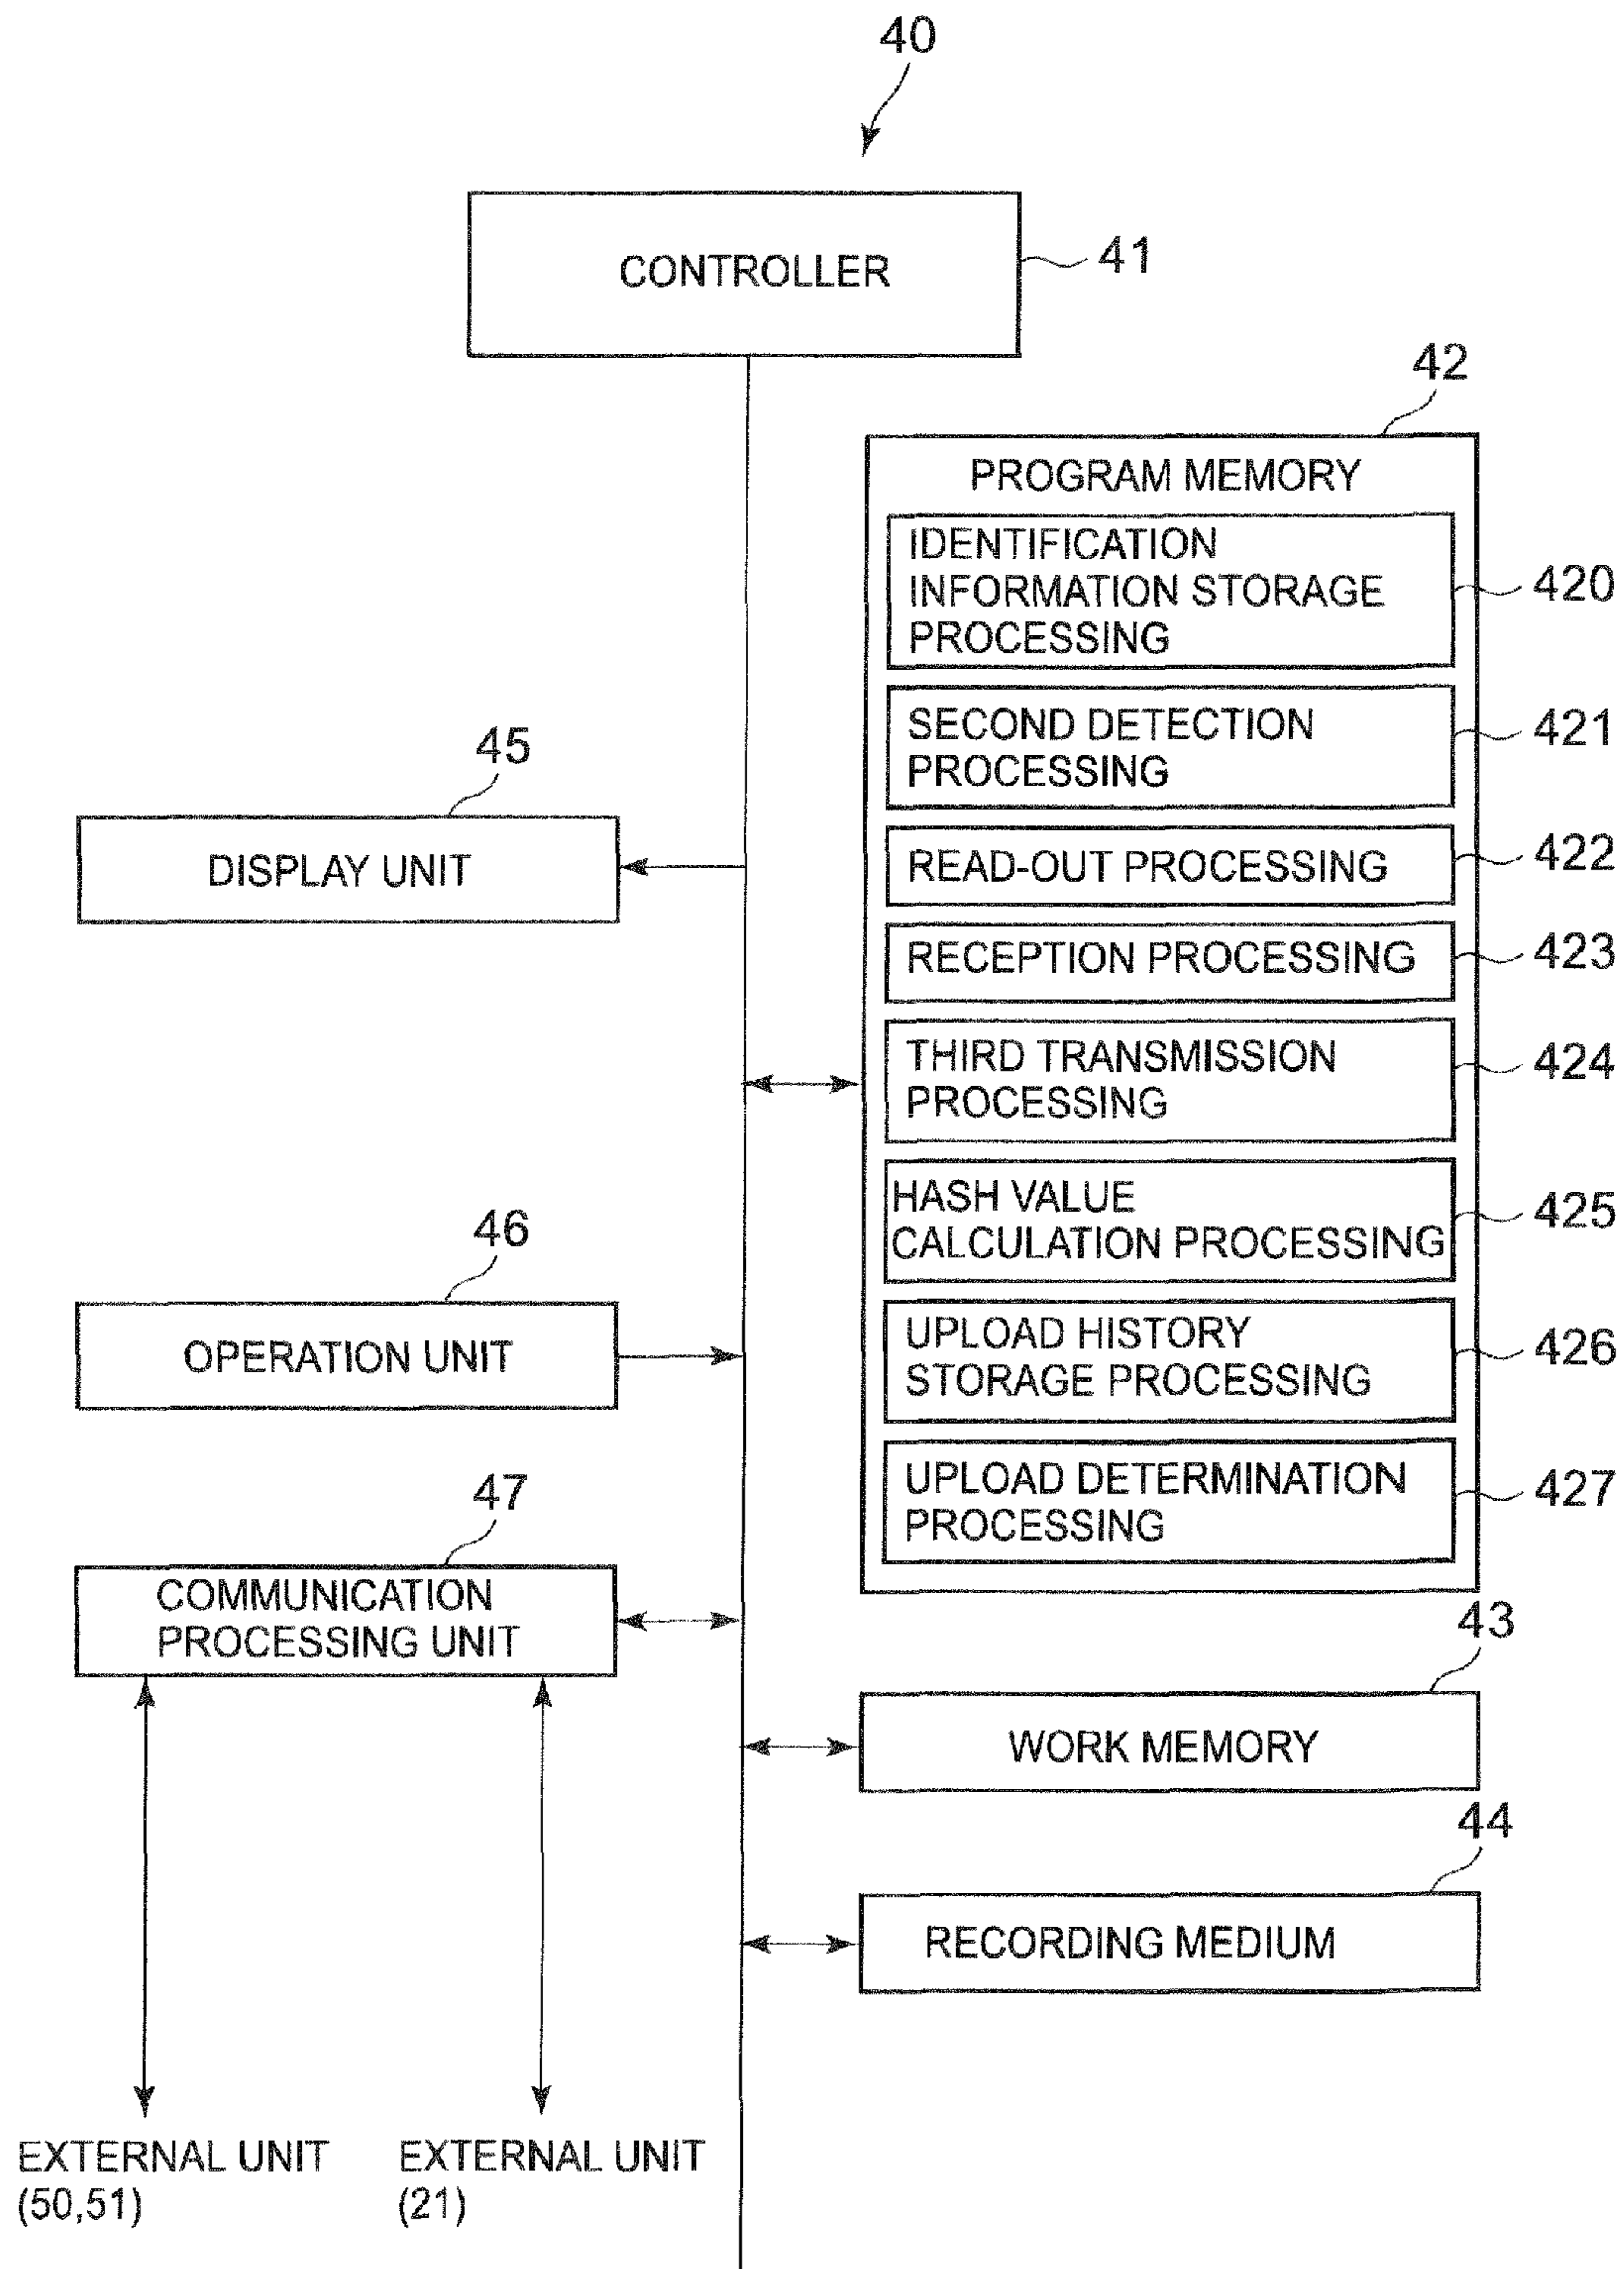 40
CONTROLLER
41
42
PROGRAM MEMORY
IDENTIFICATION
INFORMATION STORAGE
PROCESSING
420
SECOND DETECTION
PROCESSING
421
READ-OUT PROCESSING
422
RECEPTION PROCESSING
423
THIRD TRANSMISSION
PROCESSING
424
HASH VALUE
CALCULATION PROCESSING
425
UPLOAD HISTORY
STORAGE PROCESSING
426
UPLOAD DETERMINATION
PROCESSING
427
45
DISPLAY UNIT
46
OPERATION UNIT
47
COMMUNICATION
PROCESSING UNIT
43
WORK MEMORY
44
RECORDING MEDIUM
EXTERNAL UNIT
(50,51)
EXTERNAL UNIT
(21)